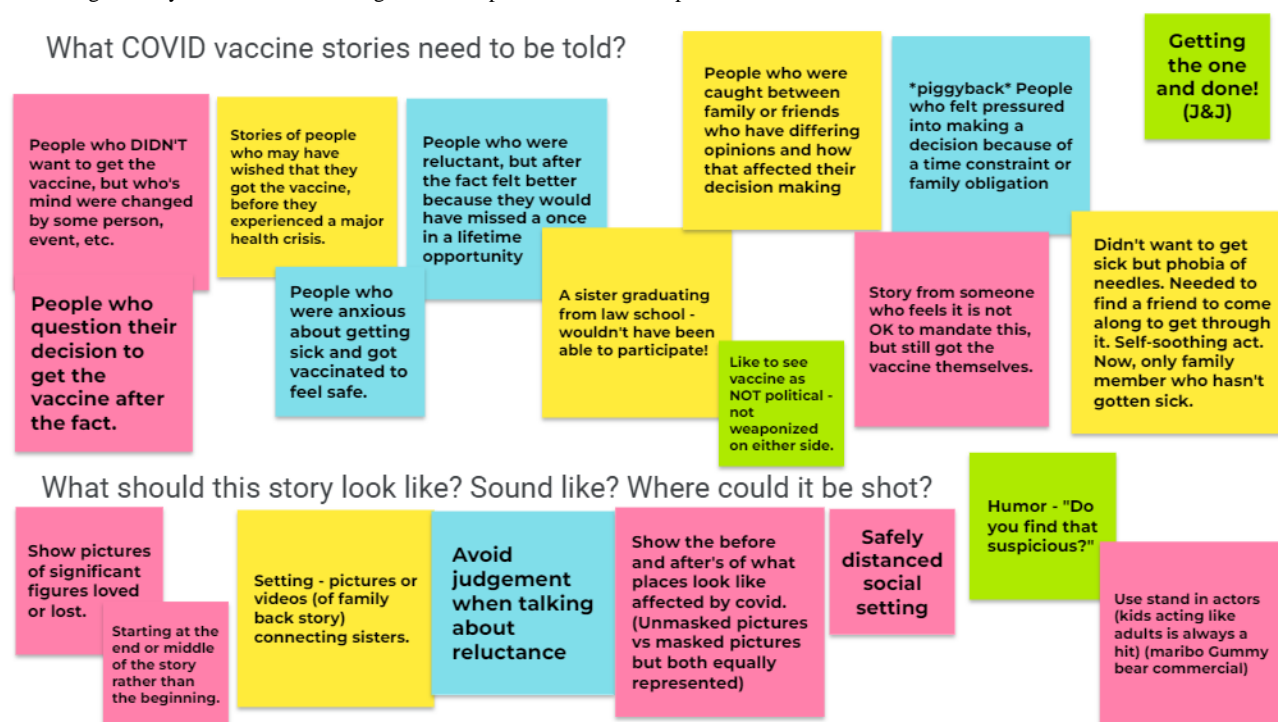 What COVID vaccine stories need to be told?
People who DIDN'T
want to get the
vaccine, but who's
mind were changed
by some person,
event, etc.
Stories of people
who may have
wished that they
got the vaccine,
before they
experienced a major
health crisis.
People who were
reluctant, but after
the fact felt better
because they would
have missed a once
in a lifetime
opportunity
People who were
caught between
family or friends
who have differing
opinions and how
that affected their
decision making
*piggyback* People
who felt pressured
into making a
decision because of
a time constraint or
family obligation
Getting
the one
and done!
(J&J)
People who
question their
decision to
get the
vaccine after
the fact.
People who
were anxious
about getting
sick and got
vaccinated to
feel safe.
A sister graduating
from law school -
wouldn't have been
able to participate!
Like to see
vaccine as
NOT political -
not
weaponized
on either side.
Story from someone
who feels it is not
OK to mandate this,
but still got the
vaccine themselves.
Didn't want to get
sick but phobia of
needles. Needed to
find a friend to come
along to get through
it. Self-soothing act.
Now, only family
member who hasn't
gotten sick.
What should this story look like? Sound like? Where could it be shot?
Show pictures
of significant
figures loved
or lost.
Starting at the
end or middle
of the story
rather than
the beginning.
Setting - pictures or
videos (of family
back story)
connecting sisters.
Avoid
judgement
when talking
about
reluctance
Show the before
and after's of what
places look like
affected by covid.
(Unmasked pictures
vs masked pictures
but both equally
represented)
Safely
distanced
social
setting
Humor - "Do
you find that
suspicious?"
Use stand in actors
(kids acting like
adults is always a
hit) (maribo Gummy
bear commercial)